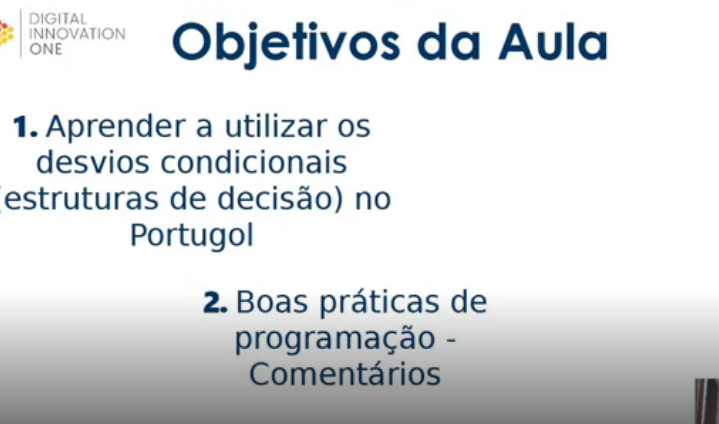 DIGITAL
INNOVATION
ONE
Objetivos da Aula
1. Aprender a utilizar os
desvios condicionais
(estruturas de decisão) no
Portugol
2. Boas práticas de
programação -
Comentários